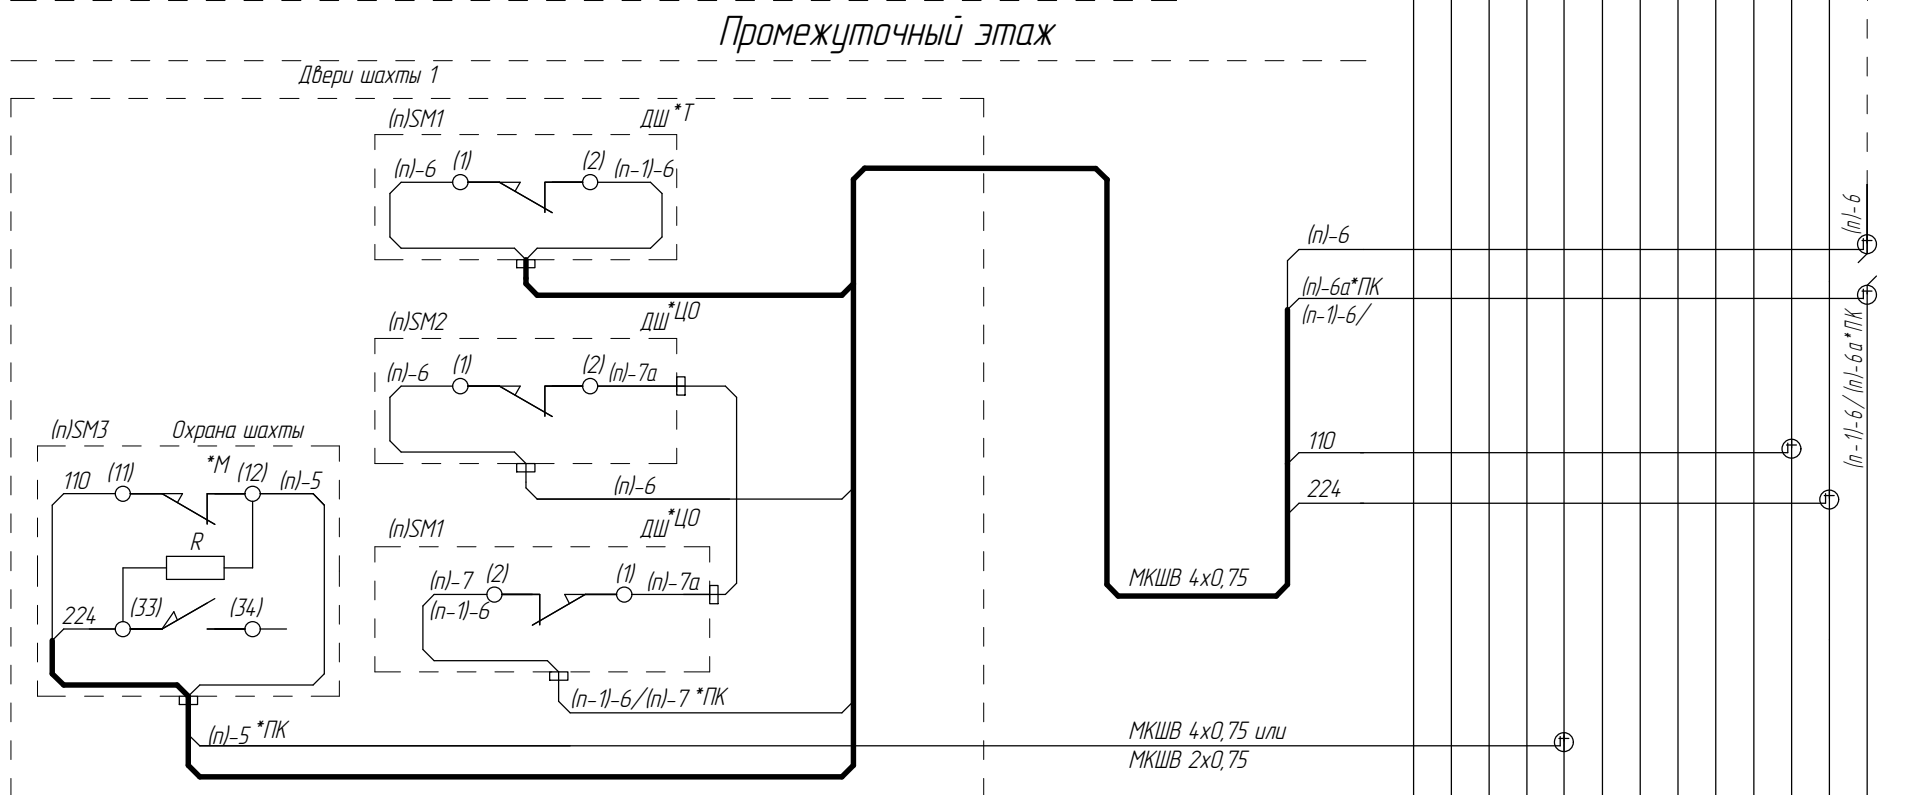 Промежуточный этаж
Двери шахты 1
(п)SM1
ДШ*Т
(п)-6 (1) (2) (п-1)-6
(п)SM2
ДШ*ЦО
(п)-6 (1) (2) (п)-7а
(п)-6
(п)SM3 Охрана шахты
*М
110 (11) (12) (п)-5
R
224 (33) (34)
(п)SM1
ДШ*ЦО
(п)-7 (2) (1) (п)-7а
(п-1)-6
(п-1)-6/(п)-7 *ПК
(п)-5 *ПК
МКШВ 4х0,75
МКШВ 4х0,75 или
МКШВ 2х0,75
(п)-6
(п)-6а*ПК
(п-1)-6/
110
224
(п)-6
(п-1)-6/(п)-6а*ПК